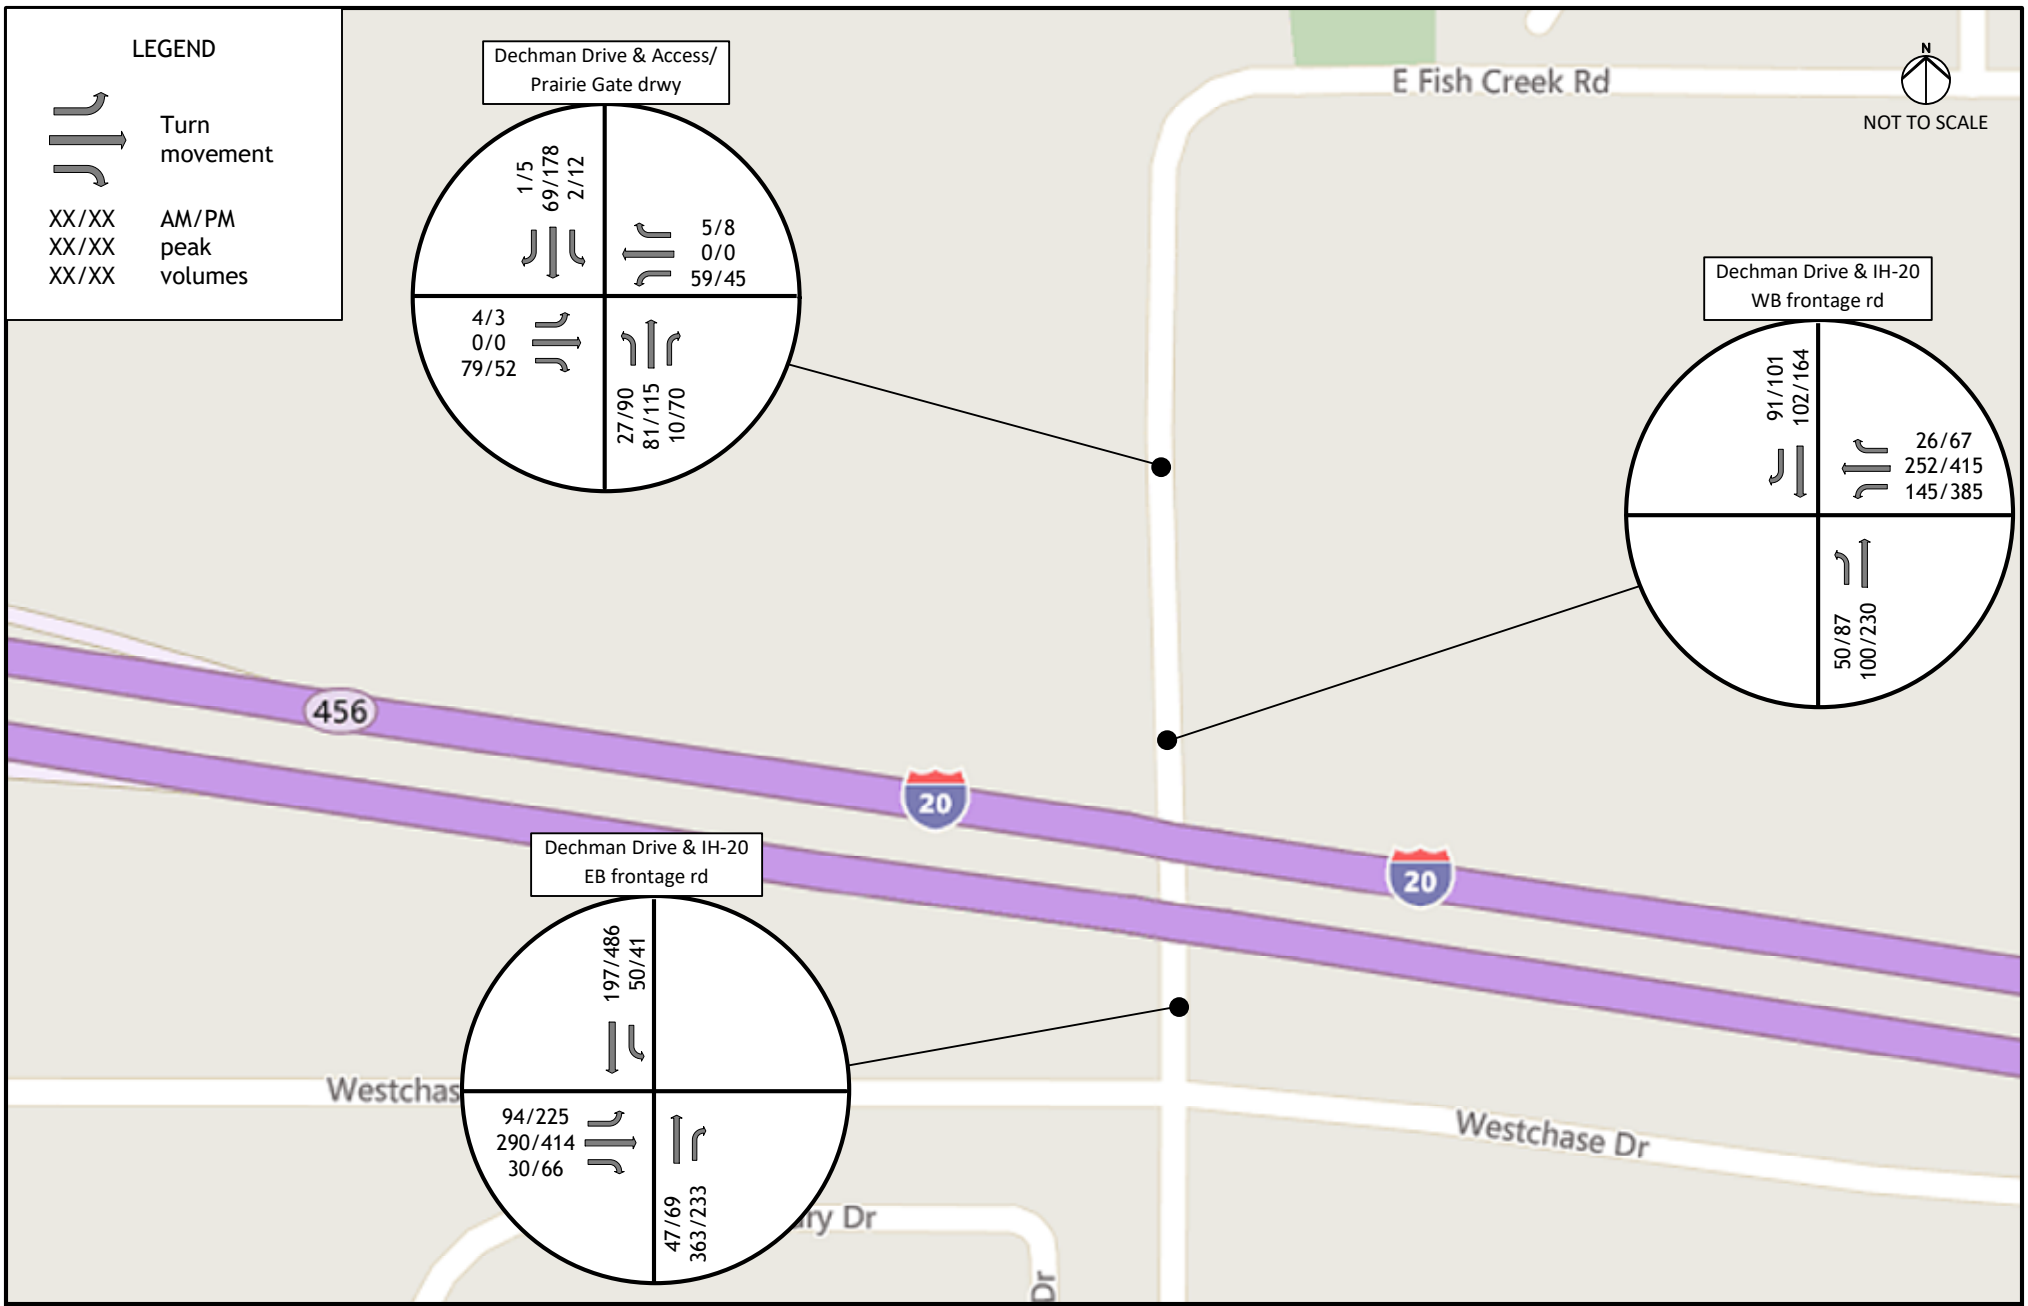 LEGEND
Turn
movement
XX/XX AM/PM
XX/XX peak
XX/XX volumes
Dechman Drive & Access/
Prairie Gate drwy
1/5
69/178
2/12
5/8
0/0
59/45
4/3
0/0
79/52
27/90
81/115
10/70
E Fish Creek Rd
N
NOT TO SCALE
Dechman Drive & IH-20
WB frontage rd
91/101
102/164
26/67
252/415
145/385
50/87
100/230
456
20
20
Dechman Drive & IH-20
EB frontage rd
197/486
50/41
94/225
290/414
30/66
47/69
363/233
Westchas
Westchase Dr
ary Dr
Dr